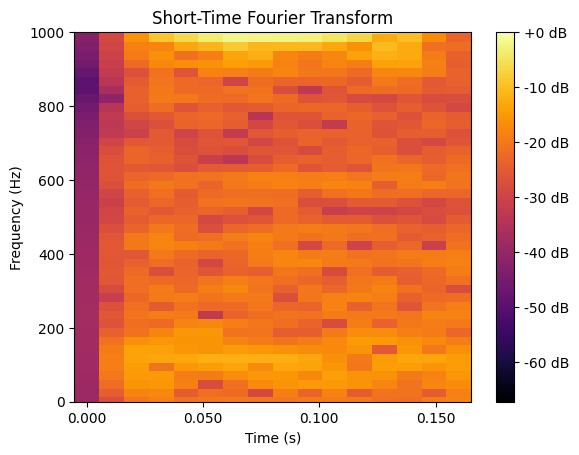 Short-Time Fourier Transform
1000
800
600
400
200
0
Frequency (Hz)
0.000
0.050
0.100
0.150
Time (s)
+0 dB
-10 dB
-20 dB
-30 dB
-40 dB
-50 dB
-60 dB